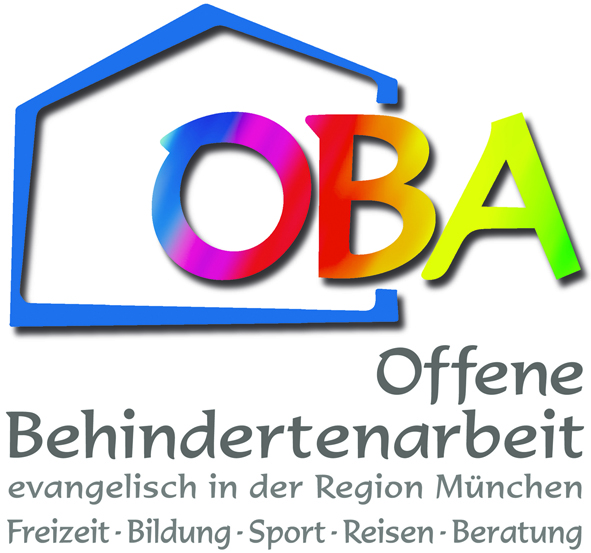 OBA
Offene
Behindertenarbeit
evangelisch in der Region München
Freizeit - Bildung - Sport - Reisen - Beratung